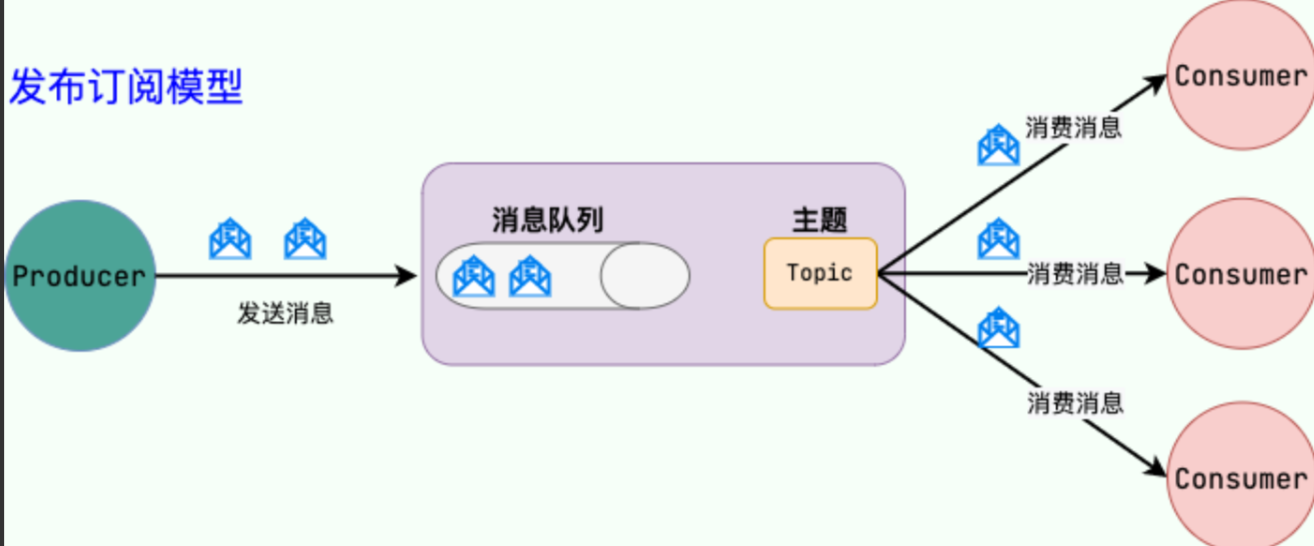 发布订阅模型
Producer
发送消息
消息队列
主题
Topic
消费消息
消费消息
消费消息
Consumer
Consumer
Consumer